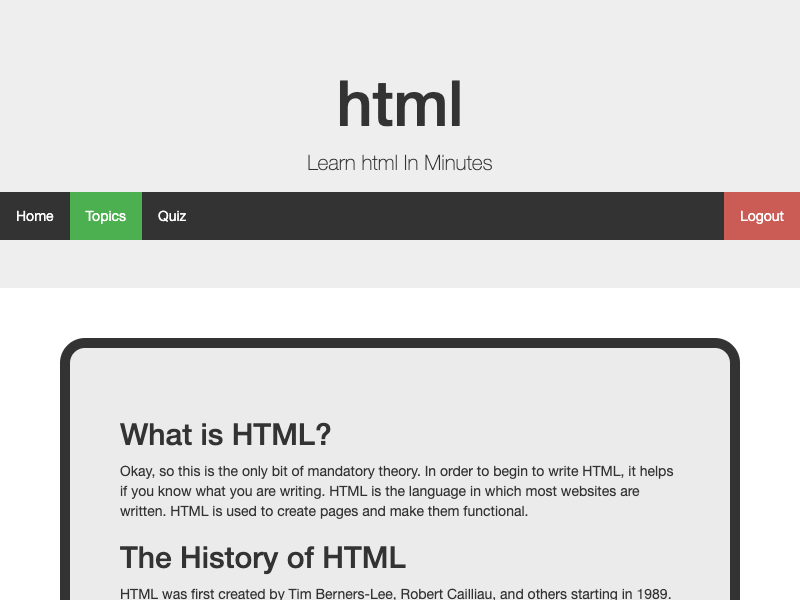 html
Learn html In Minutes
Home Topics Quiz Logout
What is HTML?
Okay, so this is the only bit of mandatory theory. In order to begin to write HTML, it helps
if you know what you are writing. HTML is the language in which most websites are
written. HTML is used to create pages and make them functional.
The History of HTML
HTML was first created by Tim Berners-Lee, Robert Cailliau, and others starting in 1989.